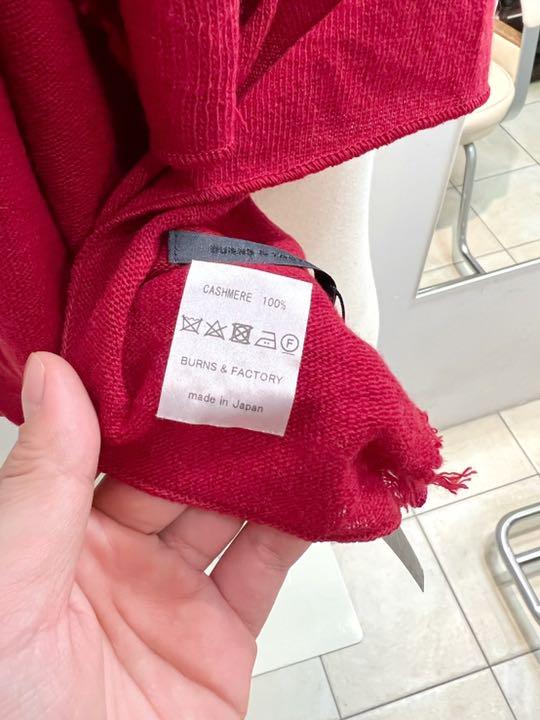 CASHMERE 100%
F
BURNS & FACTORY
made in Japan